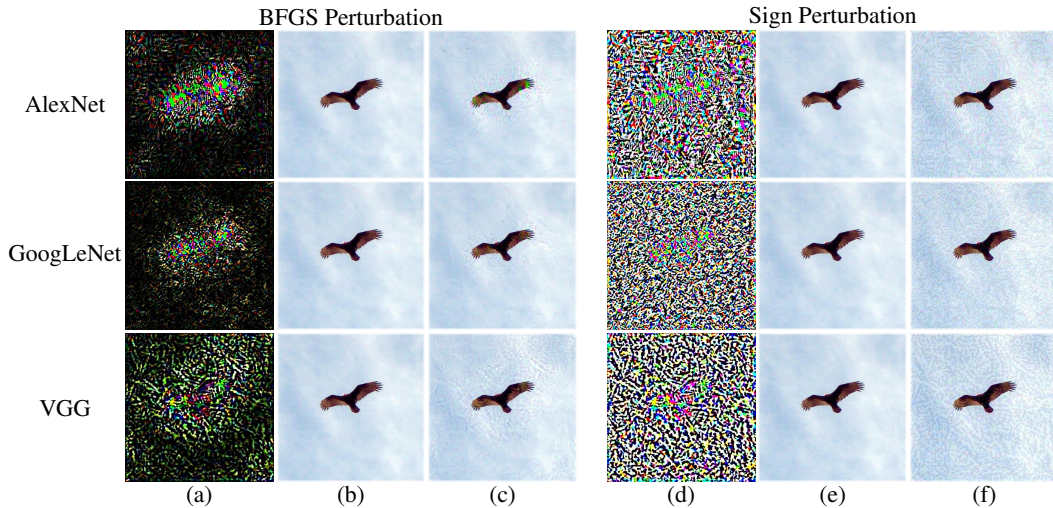 BFGS Perturbation
Sign Perturbation
AlexNet
GoogLeNet
VGG
(a)
(b)
(c)
(d)
(e)
(f)